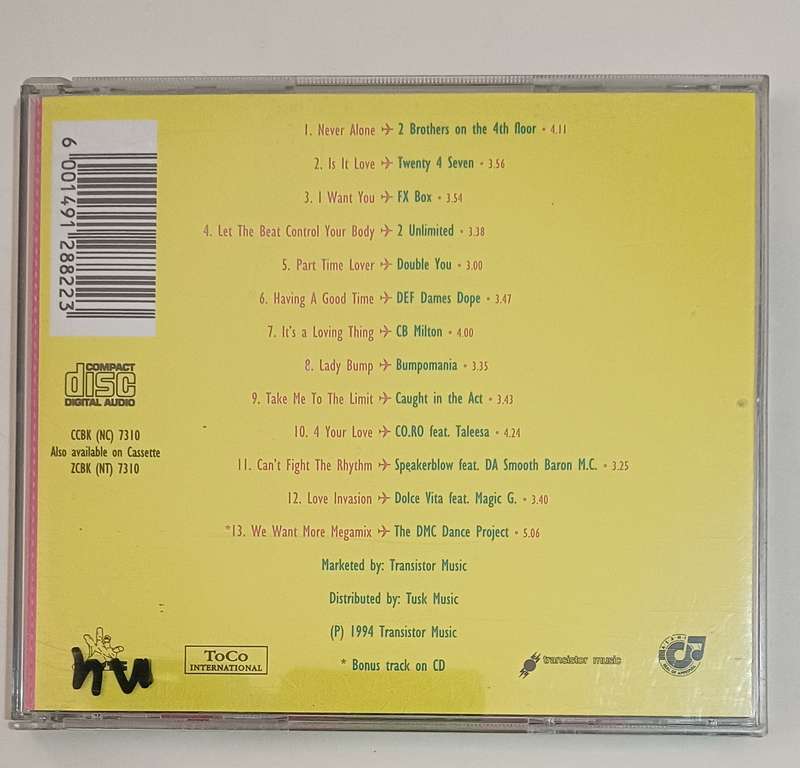 1. Never Alone ✈ 2 Brothers on the 4th floor • 4.11
2. Is It Love ✈ Twenty 4 Seven • 3.56
3. I Want You ✈ FX Box • 3.54
4. Let The Beat Control Your Body ✈ 2 Unlimited • 3.38
5. Part Time Lover ✈ Double You • 3.00
6. Having A Good Time ✈ DEF Dames Dope • 3.47
7. It's a Loving Thing ✈ CB Milton • 4.00
8. Lady Bump ✈ Bumpomania • 3.35
9. Take Me To The Limit ✈ Caught in the Act • 3.43
10. 4 Your Love ✈ CO.RO feat. Taleesa • 4.24
11. Can't Fight The Rhythm ✈ Speakerblow feat. DA Smooth Baron M.C. • 3.25
12. Love Invasion ✈ Dolce Vita feat. Magic G. • 3.40
*13. We Want More Megamix ✈ The DMC Dance Project • 5.06
Marketed by: Transistor Music
Distributed by: Tusk Music
(P) 1994 Transistor Music
* Bonus track on CD
6 001491 288223
COMPACT
disc
DIGITAL AUDIO
CCBK (NC) 7310
Also available on Cassette
ZCBK (NT) 7310
ToCo
INTERNATIONAL
transistor music
SEAL OF APPROVAL